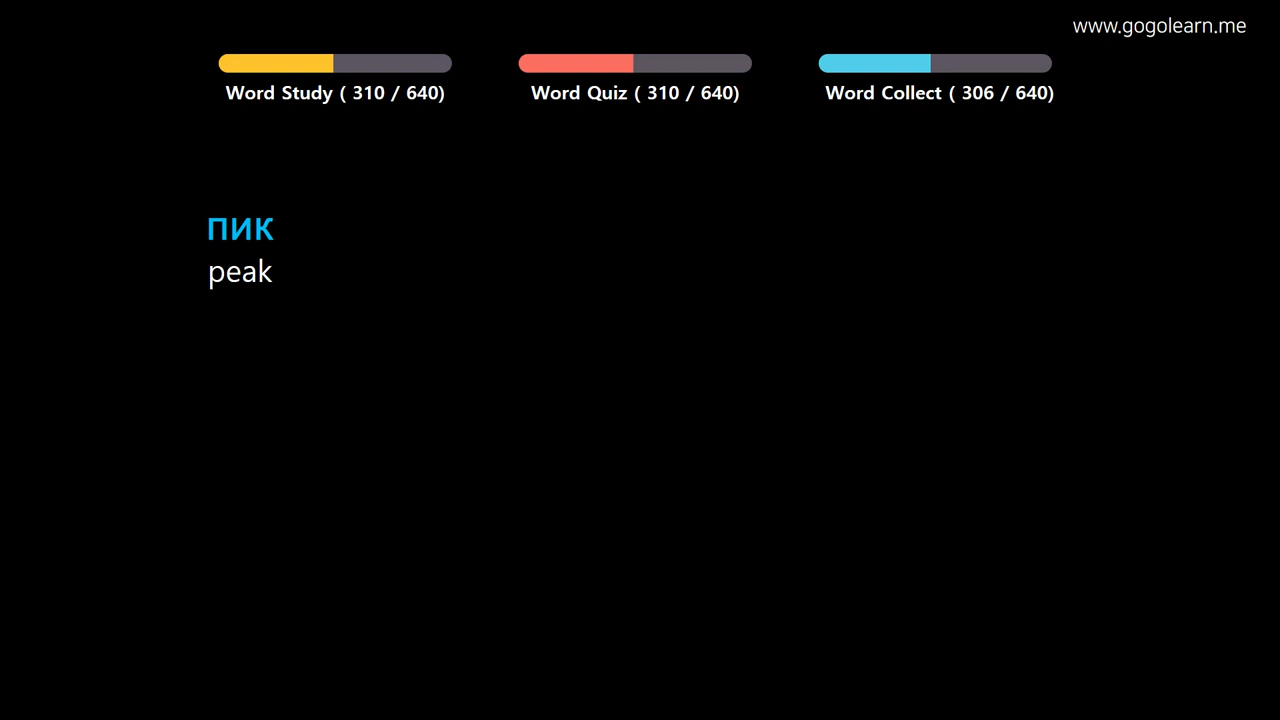 www.gogolearn.me
Word Study ( 310 / 640)
Word Quiz ( 310 / 640)
Word Collect ( 306 / 640)
пик
peak